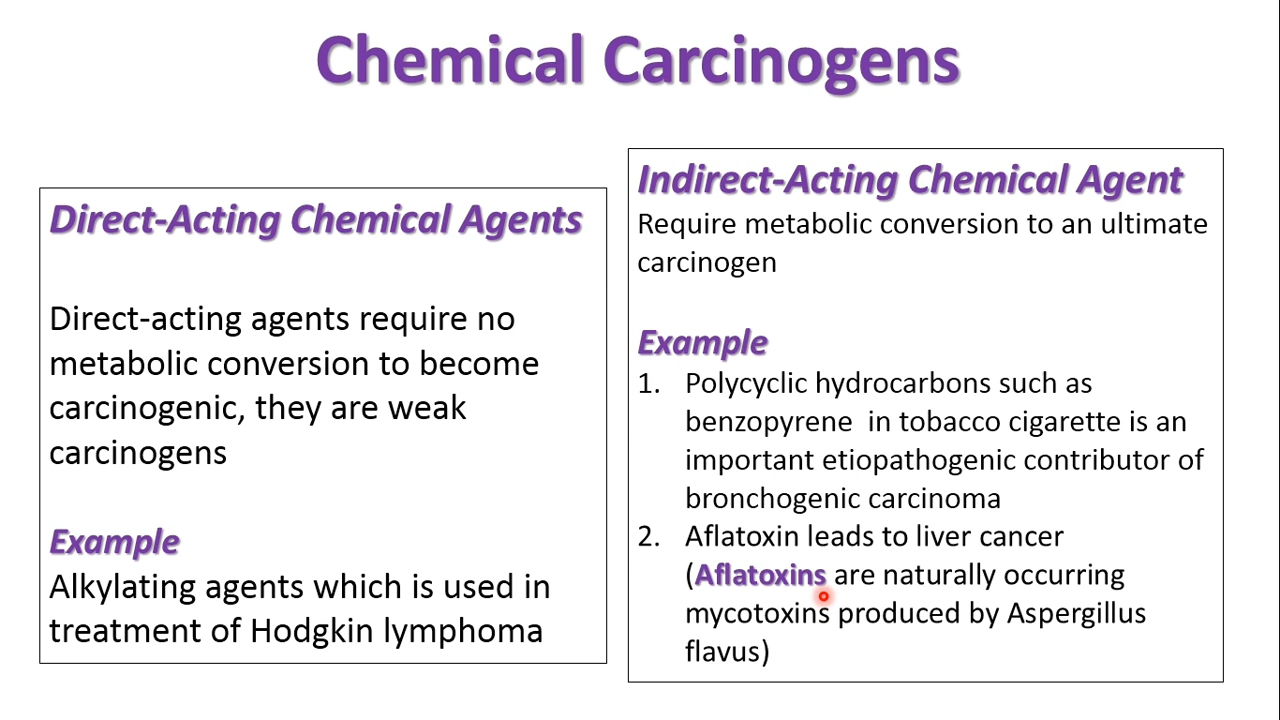 Chemical Carcinogens
Direct-Acting Chemical Agents
Direct-acting agents require no
metabolic conversion to become
carcinogenic, they are weak
carcinogens
Example
Alkylating agents which is used in
treatment of Hodgkin lymphoma
Indirect-Acting Chemical Agent
Require metabolic conversion to an ultimate
carcinogen
Example
1. Polycyclic hydrocarbons such as
benzopyrene in tobacco cigarette is an
important etiopathogenic contributor of
bronchogenic carcinoma
2. Aflatoxin leads to liver cancer
(Aflatoxins are naturally occurring
mycotoxins produced by Aspergillus
flavus)